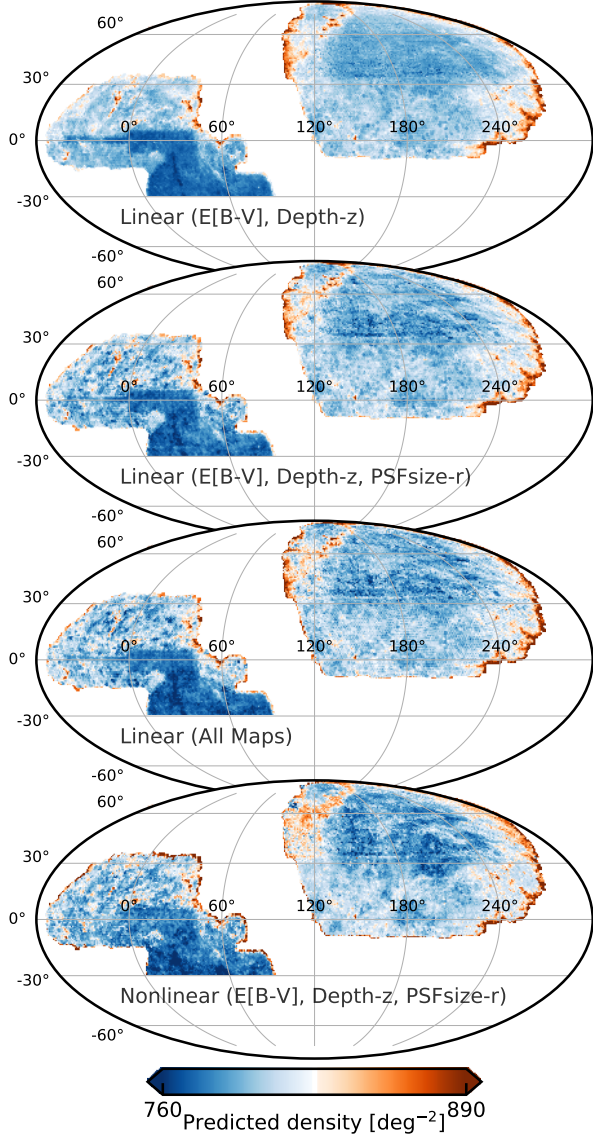 60°
30°
0° 60° 120° 180° 240°
0°
-30°
Linear (E[B-V], Depth-z)
-60°
60°
30°
0° 60° 120° 180° 240°
0°
-30°
Linear (E[B-V], Depth-z, PSFsize-r)
-60°
60°
30°
0° 60° 120° 180° 240°
0°
-30°
Linear (All Maps)
-60°
60°
30°
0° 60° 120° 180° 240°
0°
-30°
Nonlinear (E[B-V], Depth-z, PSFsize-r)
-60°
760 890
Predicted density [deg⁻²]